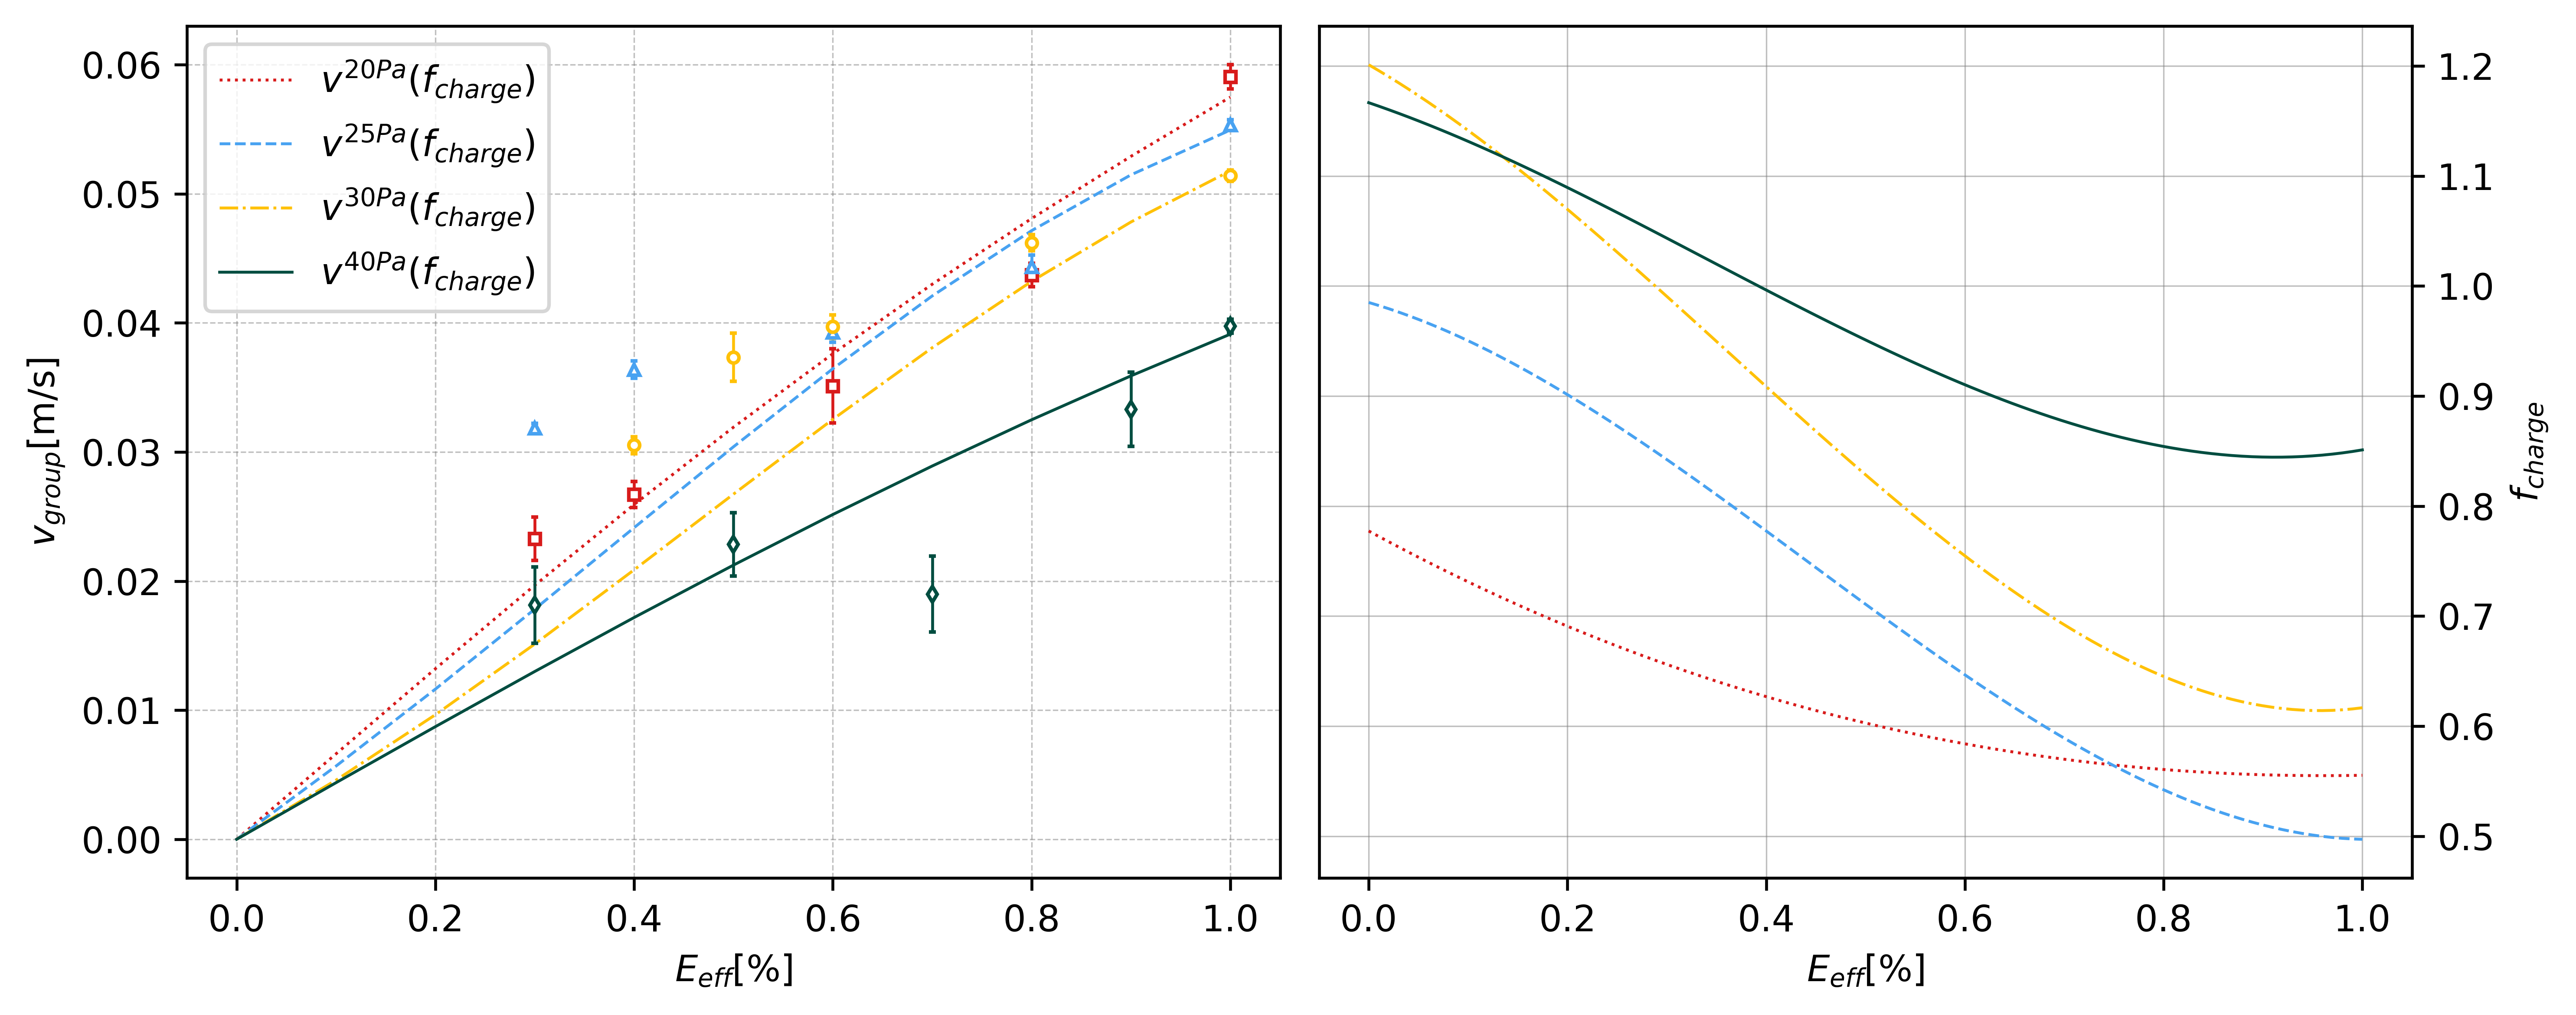 v_group[m/s]
0.06
0.05
0.04
0.03
0.02
0.01
0.00
v^20Pa(f_charge)
v^25Pa(f_charge)
v^30Pa(f_charge)
v^40Pa(f_charge)
0.0 0.2 0.4 0.6 0.8 1.0
E_eff[%]
0.0 0.2 0.4 0.6 0.8 1.0
E_eff[%]
1.2
1.1
1.0
0.9
0.8
0.7
0.6
0.5
f_charge